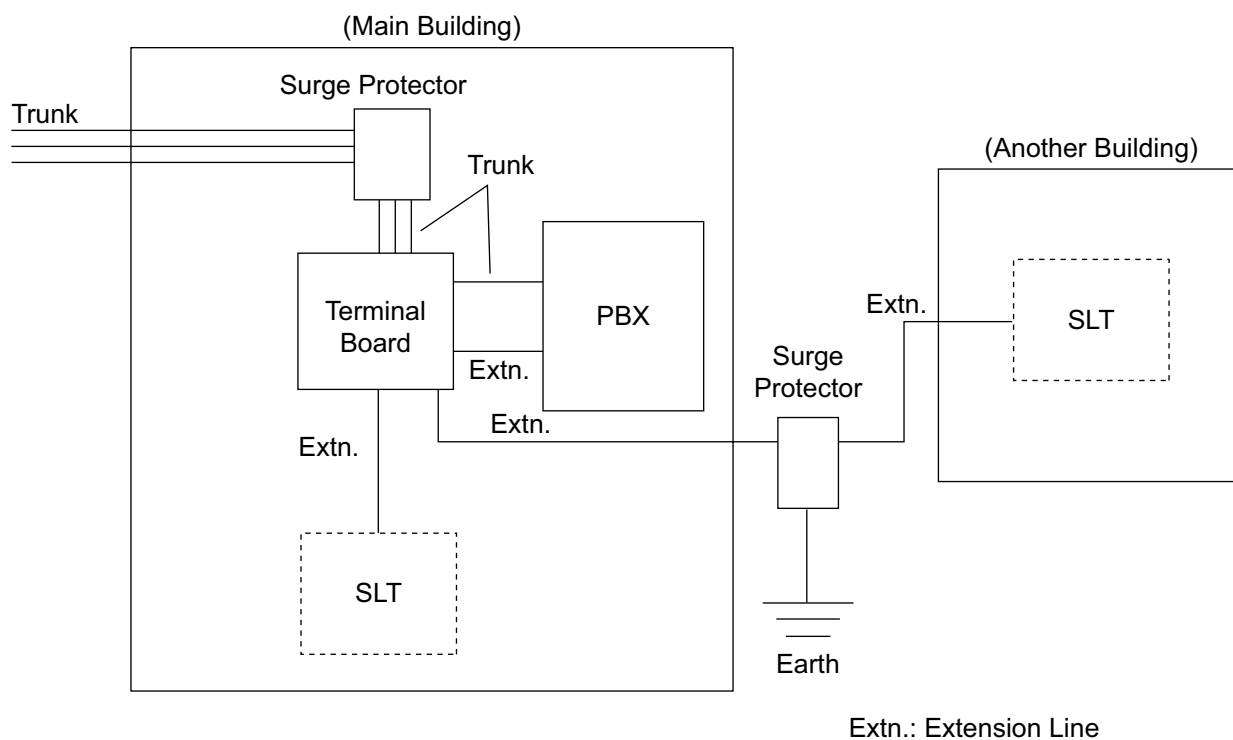 (Main Building)
Surge Protector
Trunk
Trunk
(Another Building)
Terminal
Board
PBX
Extn.
SLT
Extn.
Surge
Protector
Extn.
Extn.
SLT
Earth
Extn.: Extension Line